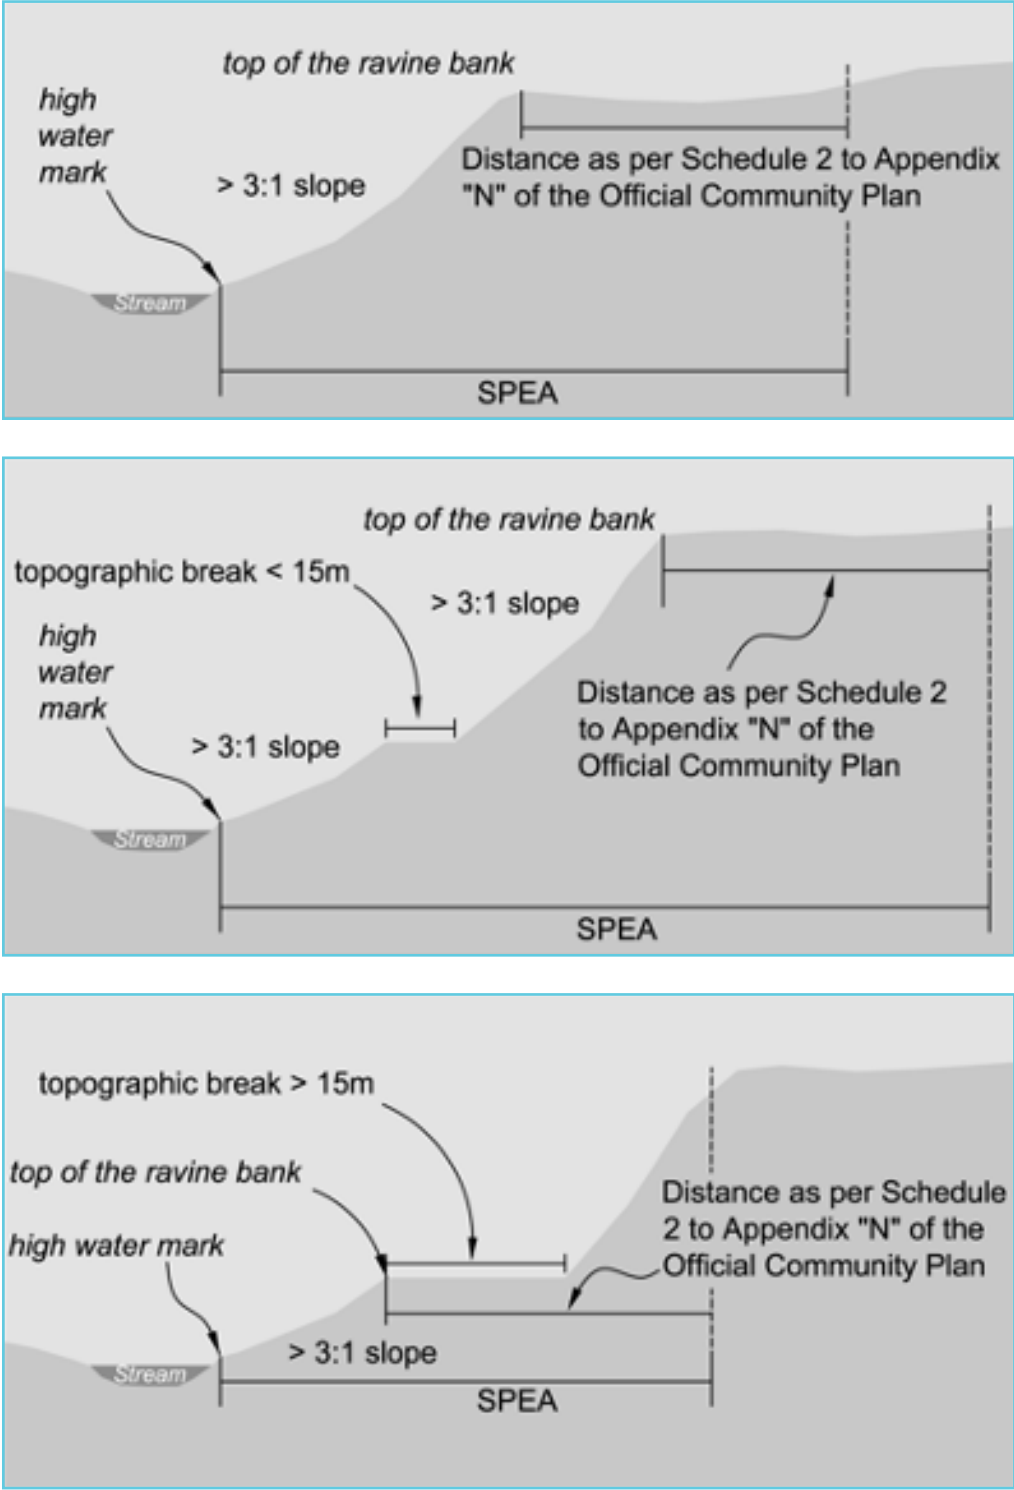 top of the ravine bank
high
water
mark
> 3:1 slope
Distance as per Schedule 2 to Appendix
"N" of the Official Community Plan
Stream
SPEA
top of the ravine bank
topographic break < 15m
> 3:1 slope
high
water
mark
Distance as per Schedule 2
to Appendix "N" of the
Official Community Plan
> 3:1 slope
Stream
SPEA
topographic break > 15m
top of the ravine bank
Distance as per Schedule
2 to Appendix "N" of the
Official Community Plan
high water mark
> 3:1 slope
Stream
SPEA